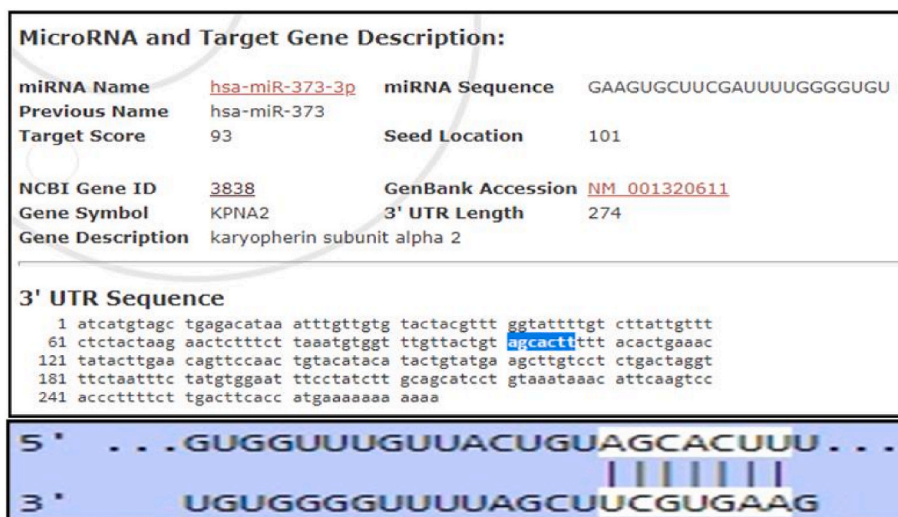 MicroRNA and Target Gene Description:
miRNA Name hsa-miR-373-3p miRNA Sequence GAAGUGCUUCGAUUUUGGGGUGU
Previous Name hsa-miR-373
Target Score 93 Seed Location 101
NCBI Gene ID 3838 GenBank Accession NM_001320611
Gene Symbol KPNA2 3' UTR Length 274
Gene Description karyopherin subunit alpha 2
3' UTR Sequence
1 atcatgtagc tgagacataa atttgttgtg tactacgttt ggtattttgt cttattgttt
61 ctctactaag aactctttct taaatgtggt ttgttactgt agcacttttt acactgaaac
121 tatacttgaa cagttccaac tgtacataca tactgtatga agcttgtcct ctgactaggt
181 ttctaatttc tatgtggaat ttcctatctt gcagcatcct gtaaataaac attcaagtcc
241 acccttttct tgacttcacc atgaaaaaaa aaaa
5' ...GUGGUUUGUUACUGUAGCACUUU...
3' UGUGGGGUUUUAGCUUCGUGAAG